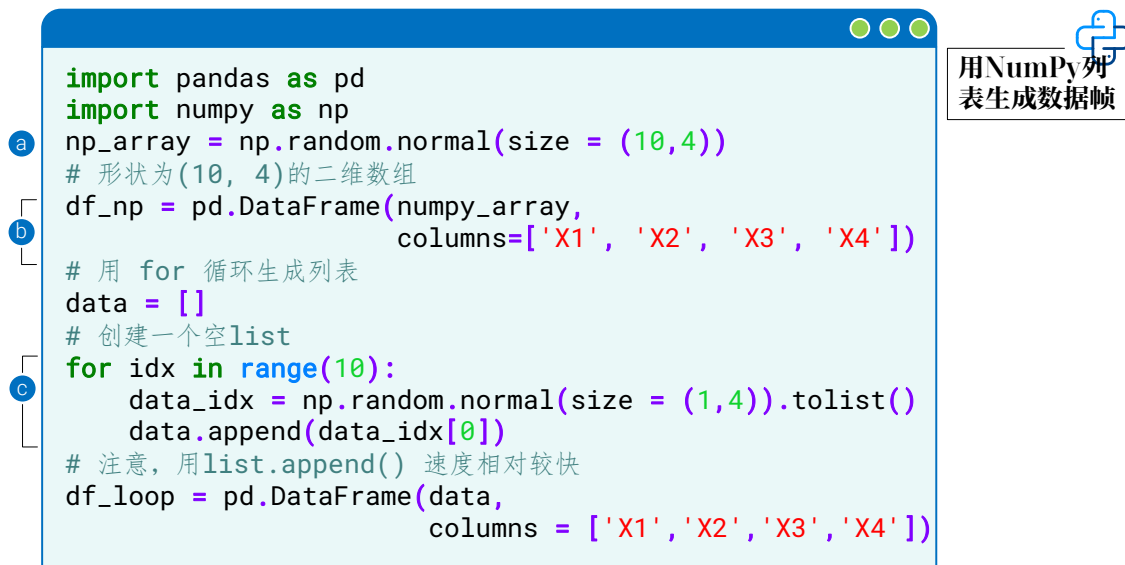 import pandas as pd
import numpy as np
a np_array = np.random.normal(size = (10,4))
# 形状为(10, 4)的二维数组
df_np = pd.DataFrame(numpy_array,
b columns=['X1', 'X2', 'X3', 'X4'])
# 用 for 循环生成列表
data = []
# 创建一个空list
for idx in range(10):
c data_idx = np.random.normal(size = (1,4)).tolist()
data.append(data_idx[0])
# 注意，用list.append() 速度相对较快
df_loop = pd.DataFrame(data,
columns = ['X1','X2','X3','X4'])
用NumPy列
表生成数据帧